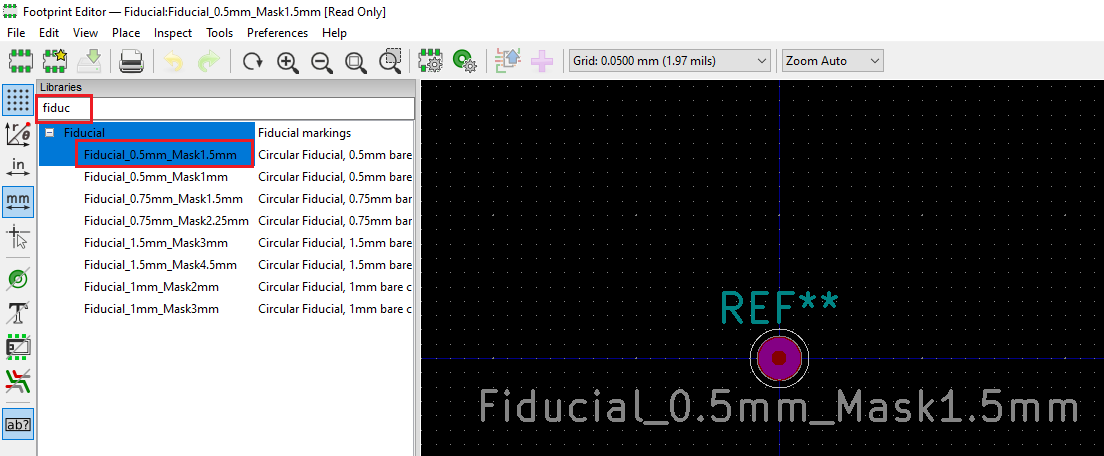 Footprint Editor — Fiducial:Fiducial_0.5mm_Mask1.5mm [Read Only]
File Edit View Place Inspect Tools Preferences Help
Grid: 0.0500 mm (1.97 mils) Zoom Auto
Libraries
fiduc
Fiducial Fiducial markings
Fiducial_0.5mm_Mask1.5mm Circular Fiducial, 0.5mm bare
Fiducial_0.5mm_Mask1mm Circular Fiducial, 0.5mm bare
Fiducial_0.75mm_Mask1.5mm Circular Fiducial, 0.75mm bar
Fiducial_0.75mm_Mask2.25mm Circular Fiducial, 0.75mm bar
Fiducial_1.5mm_Mask3mm Circular Fiducial, 1.5mm bare
Fiducial_1.5mm_Mask4.5mm Circular Fiducial, 1.5mm bare
Fiducial_1mm_Mask2mm Circular Fiducial, 1mm bare c
Fiducial_1mm_Mask3mm Circular Fiducial, 1mm bare c
r θ
in
mm
T
ab?
REF**
Fiducial_0.5mm_Mask1.5mm